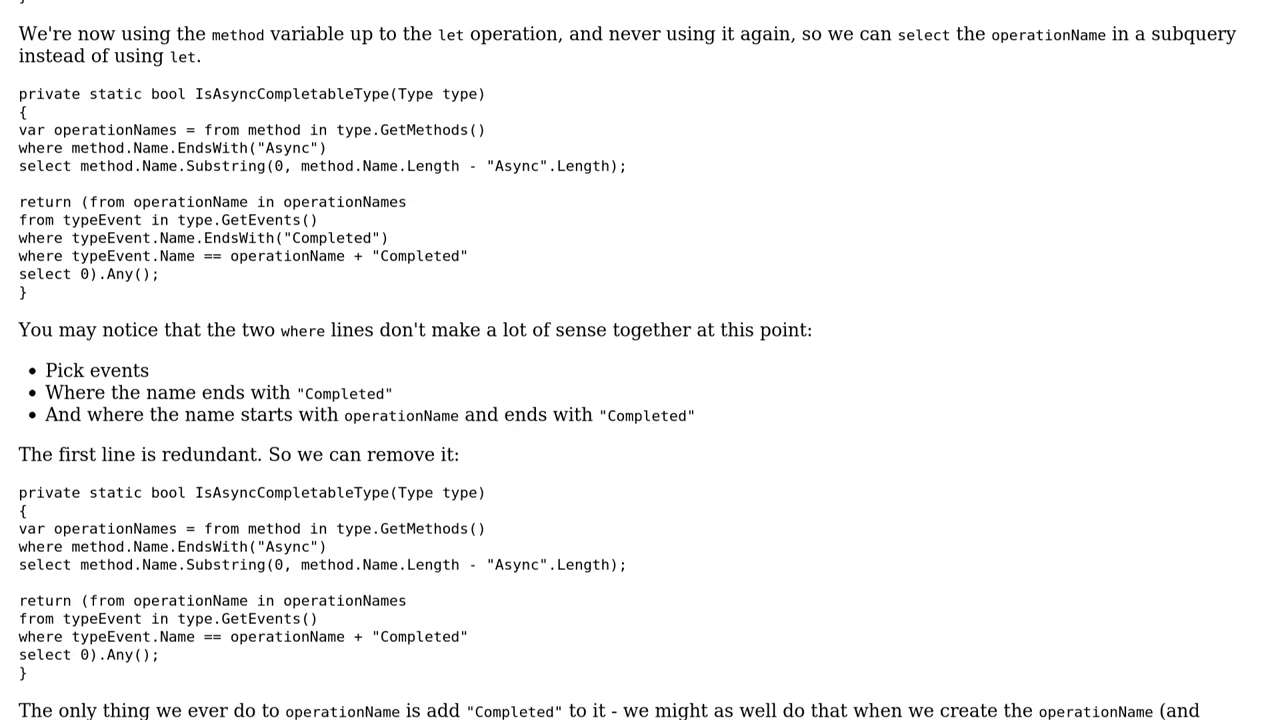 We're now using the method variable up to the let operation, and never using it again, so we can select the operationName in a subquery
instead of using let.
private static bool IsAsyncCompletableType(Type type)
{
var operationNames = from method in type.GetMethods()
where method.Name.EndsWith("Async")
select method.Name.Substring(0, method.Name.Length - "Async".Length);
return (from operationName in operationNames
from typeEvent in type.GetEvents()
where typeEvent.Name.EndsWith("Completed")
where typeEvent.Name == operationName + "Completed"
select 0).Any();
}
You may notice that the two where lines don't make a lot of sense together at this point:
• Pick events
• Where the name ends with "Completed"
• And where the name starts with operationName and ends with "Completed"
The first line is redundant. So we can remove it:
private static bool IsAsyncCompletableType(Type type)
{
var operationNames = from method in type.GetMethods()
where method.Name.EndsWith("Async")
select method.Name.Substring(0, method.Name.Length - "Async".Length);
return (from operationName in operationNames
from typeEvent in type.GetEvents()
where typeEvent.Name == operationName + "Completed"
select 0).Any();
}
The only thing we ever do to operationName is add "Completed" to it - we might as well do that when we create the operationName (and